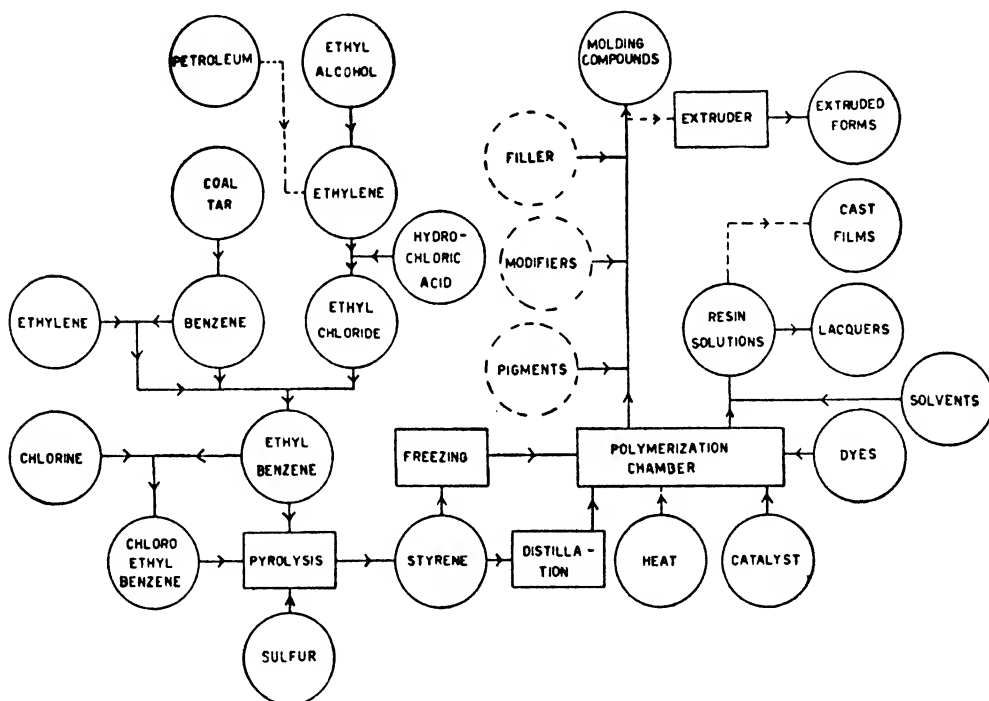 PETROLEUM
ETHYL
ALCOHOL
MOLDING
COMPOUNDS
EXTRUDER
EXTRUDED
FORMS
FILLER
COAL
TAR
ETHYLENE
CAST
FILMS
HYDRO-
CHLORIC
ACID
MODIFIERS
ETHYLENE
BENZENE
ETHYL
CHLORIDE
RESIN
SOLUTIONS
LACQUERS
PIGMENTS
SOLVENTS
CHLORINE
ETHYL
BENZENE
FREEZING
POLYMERIZATION
CHAMBER
DYES
CHLORO
ETHYL
BENZENE
PYROLYSIS
STYRENE
DISTILLA-
TION
HEAT
CATALYST
SULFUR